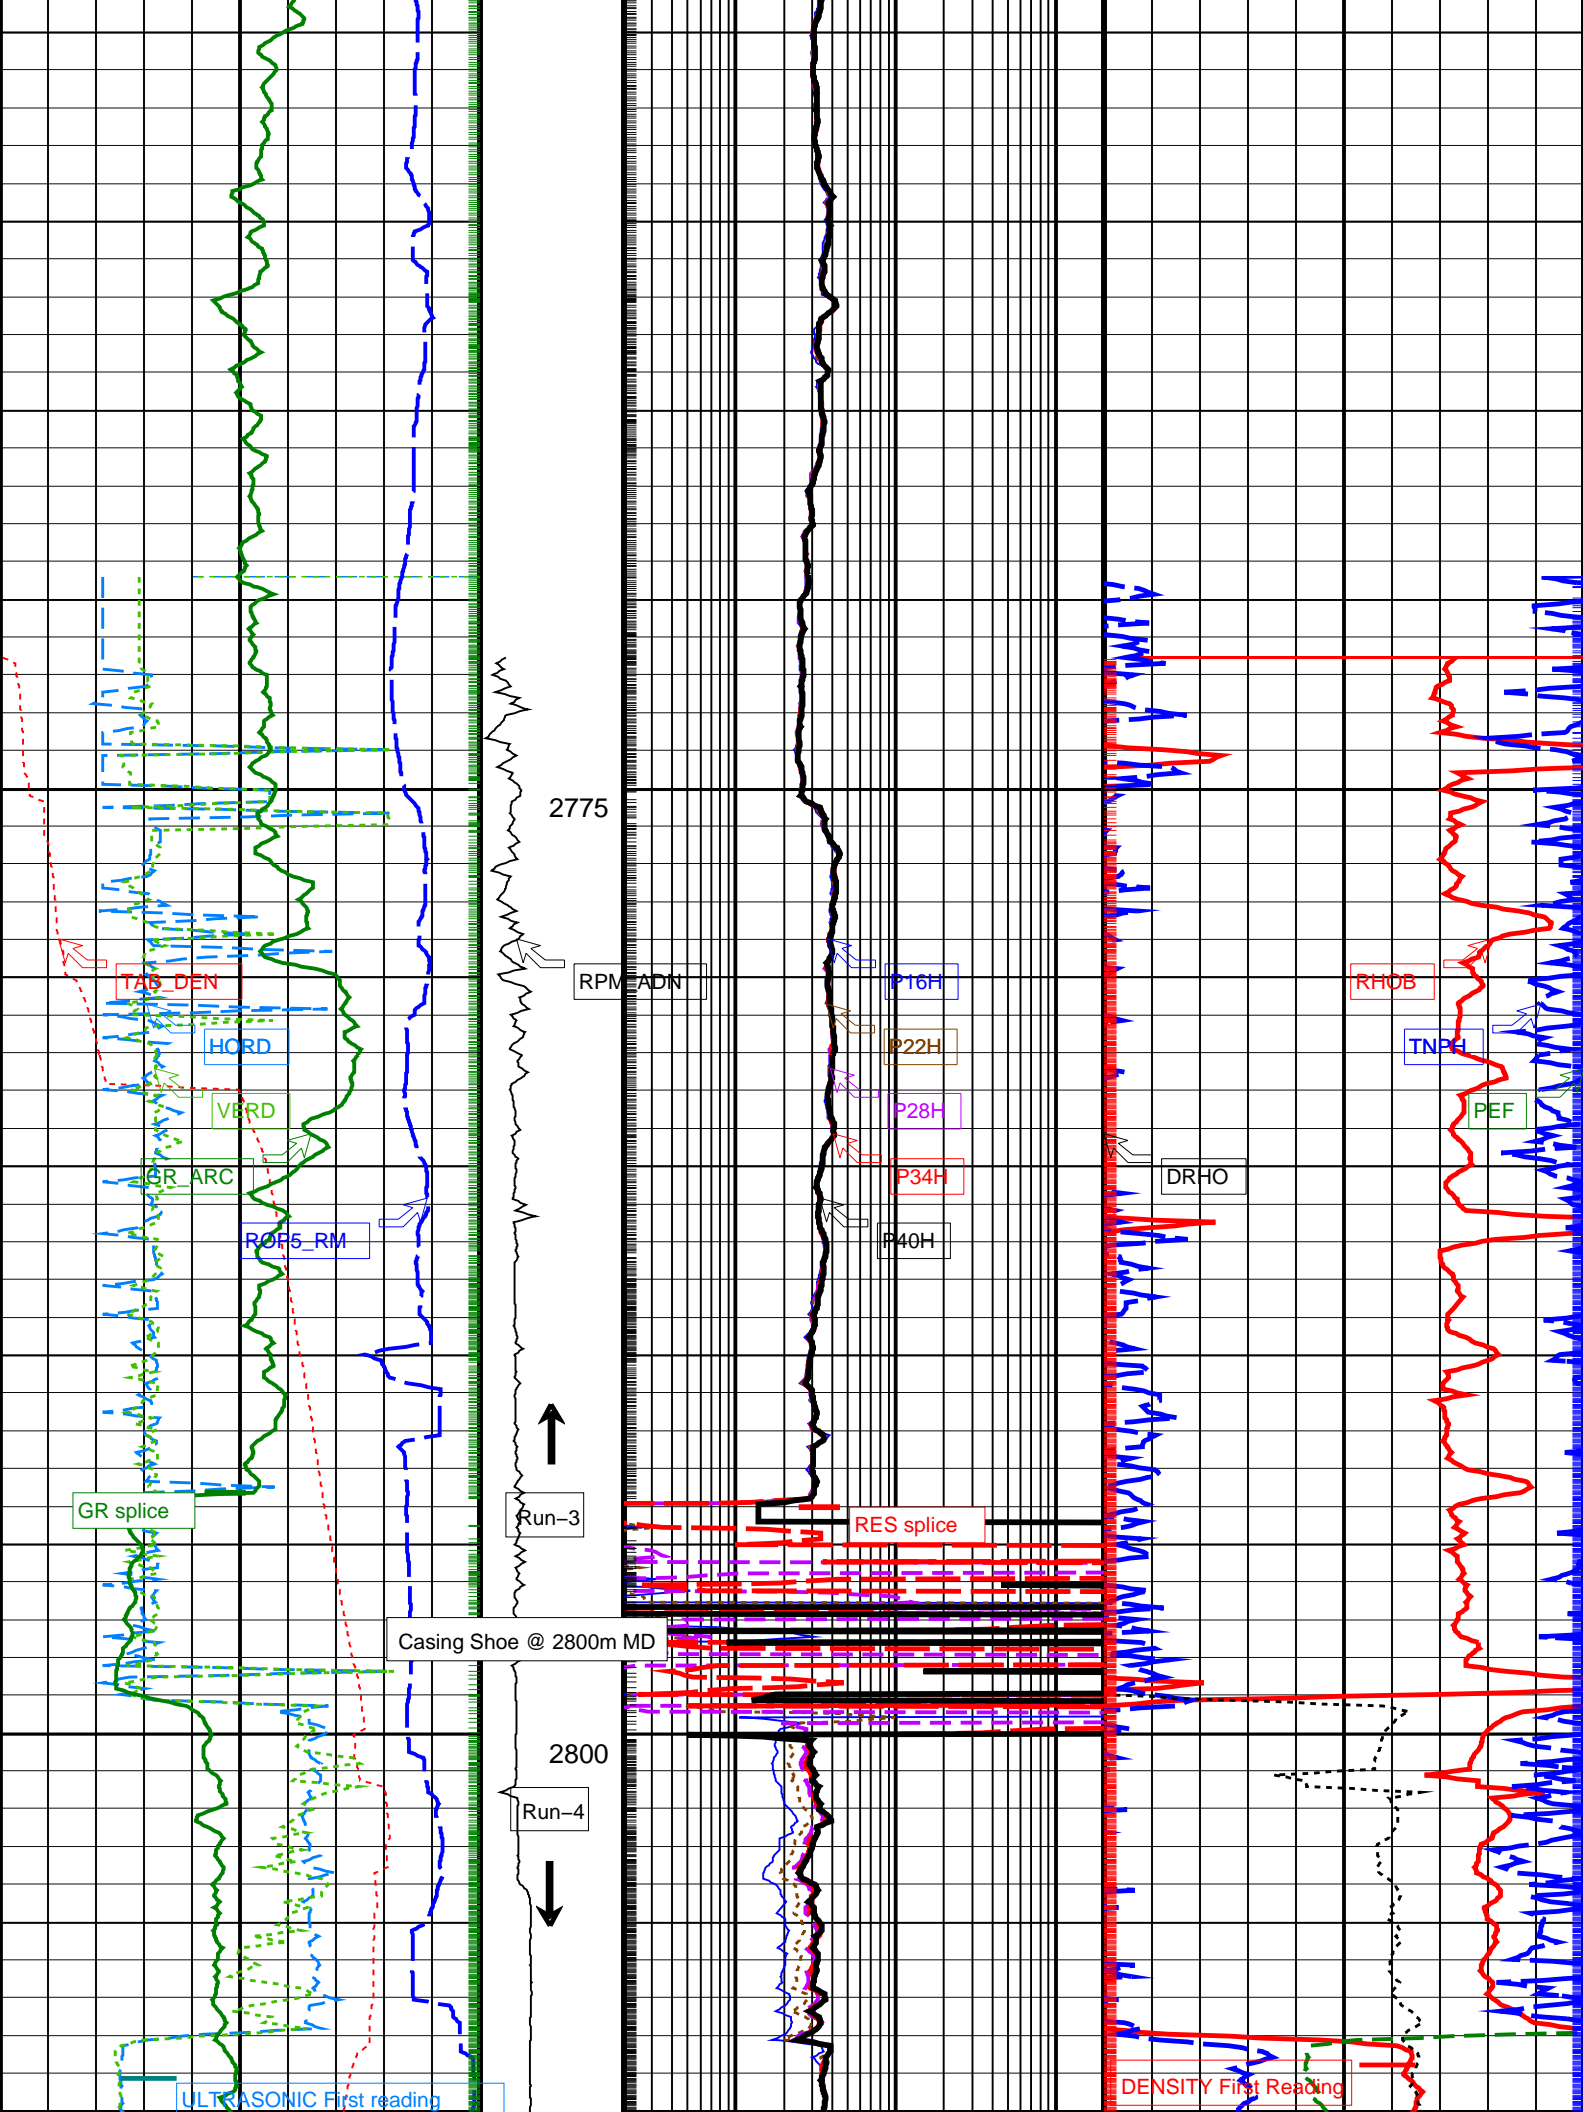 2775
TAB_DEN
RPM_ADN
P16H
RHOB
HORD
P22H
TNPH
VERD
P28H
PEF
GR_ARC
P34H
DRHO
ROP5_RM
P40H
GR splice
Run−3
RES splice
Casing Shoe @ 2800m MD
2800
Run−4
ULTRASONIC First reading
DENSITY First Reading